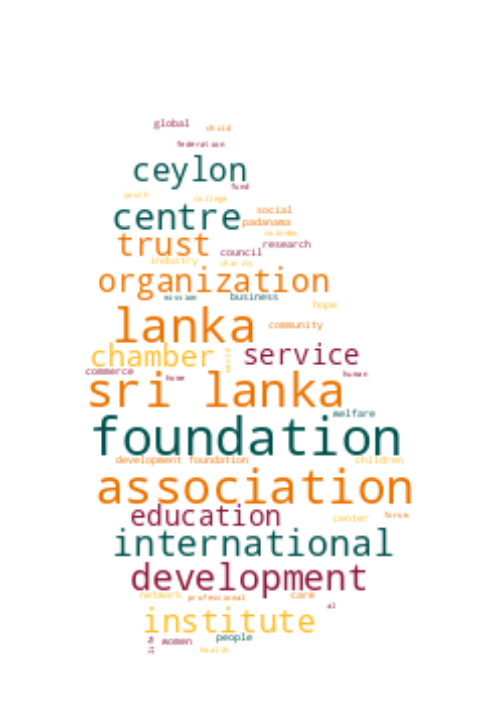 global child
federation
ceylon
fund
youth college
centre social
padanama
colombo
trust research
council
industry charity
organization
mission business
hope
lanka community
chamber world service
commerce home human
sri lanka
welfare
foundation
development foundation children
association
education center forum
international
development
network professional care
al
institute
life women people
health